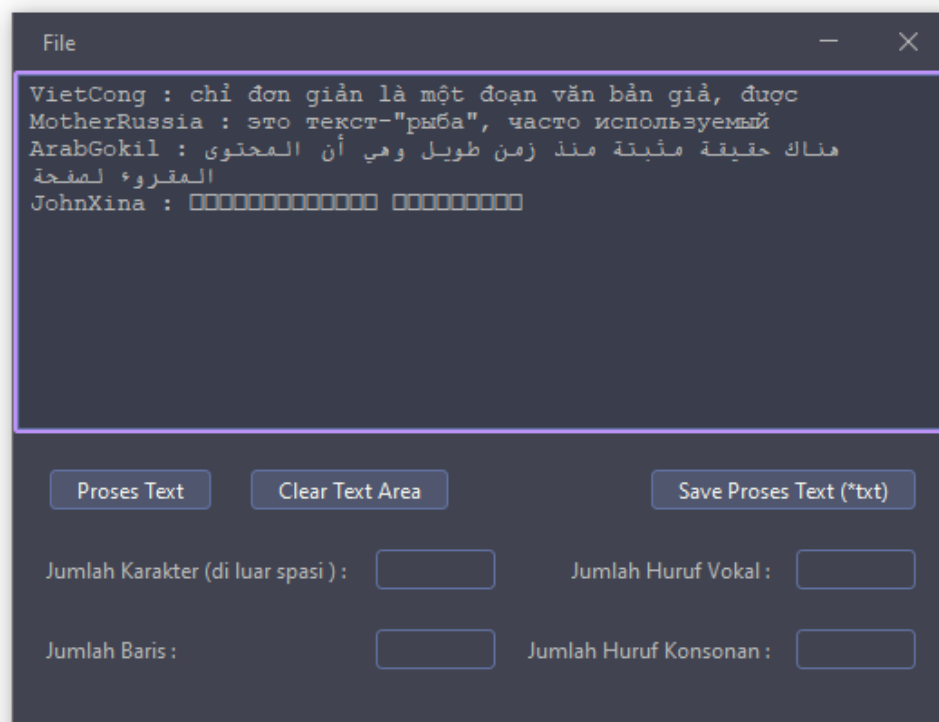 File
VietCong : chỉ đơn giản là một đoạn văn bản giả, được
MotherRussia : это текст-"рыба", часто используемый
ArabGokil : هناك حقيقة مثبتة منذ زمن طويل وهي أن المحتوى
المقروء لصفحة
JohnXina :
Proses Text
Clear Text Area
Save Proses Text (*txt)
Jumlah Karakter (di luar spasi ) :
Jumlah Huruf Vokal :
Jumlah Baris :
Jumlah Huruf Konsonan :